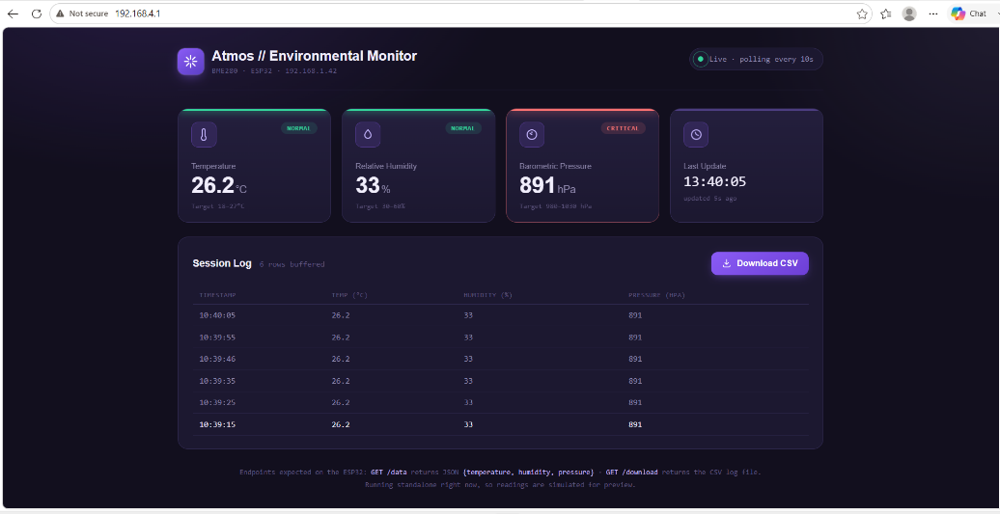 Not secure 192.168.4.1
Chat
Atmos // Environmental Monitor
BME280 · ESP32 · 192.168.1.42
Live · polling every 10s
NORMAL
Temperature
26.2 °C
Target 18–27°C
NORMAL
Relative Humidity
33 %
Target 30–60%
CRITICAL
Barometric Pressure
891 hPa
Target 980–1030 hPa
Last Update
13:40:05
updated 5s ago
Session Log 6 rows buffered
Download CSV
TIMESTAMP TEMP (°C) HUMIDITY (%) PRESSURE (HPA)
10:40:05 26.2 33 891
10:39:55 26.2 33 891
10:39:46 26.2 33 891
10:39:35 26.2 33 891
10:39:25 26.2 33 891
10:39:15 26.2 33 891
Endpoints expected on the ESP32: GET /data returns JSON {temperature, humidity, pressure} · GET /download returns the CSV log file.
Running standalone right now, so readings are simulated for preview.